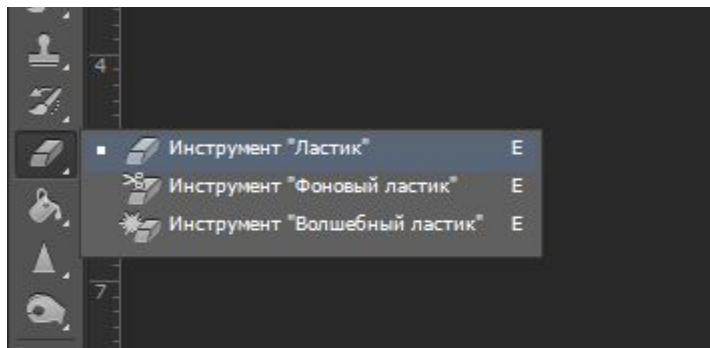 4
Инструмент "Ластик" E
Инструмент "Фоновый ластик" E
Инструмент "Волшебный ластик" E
7